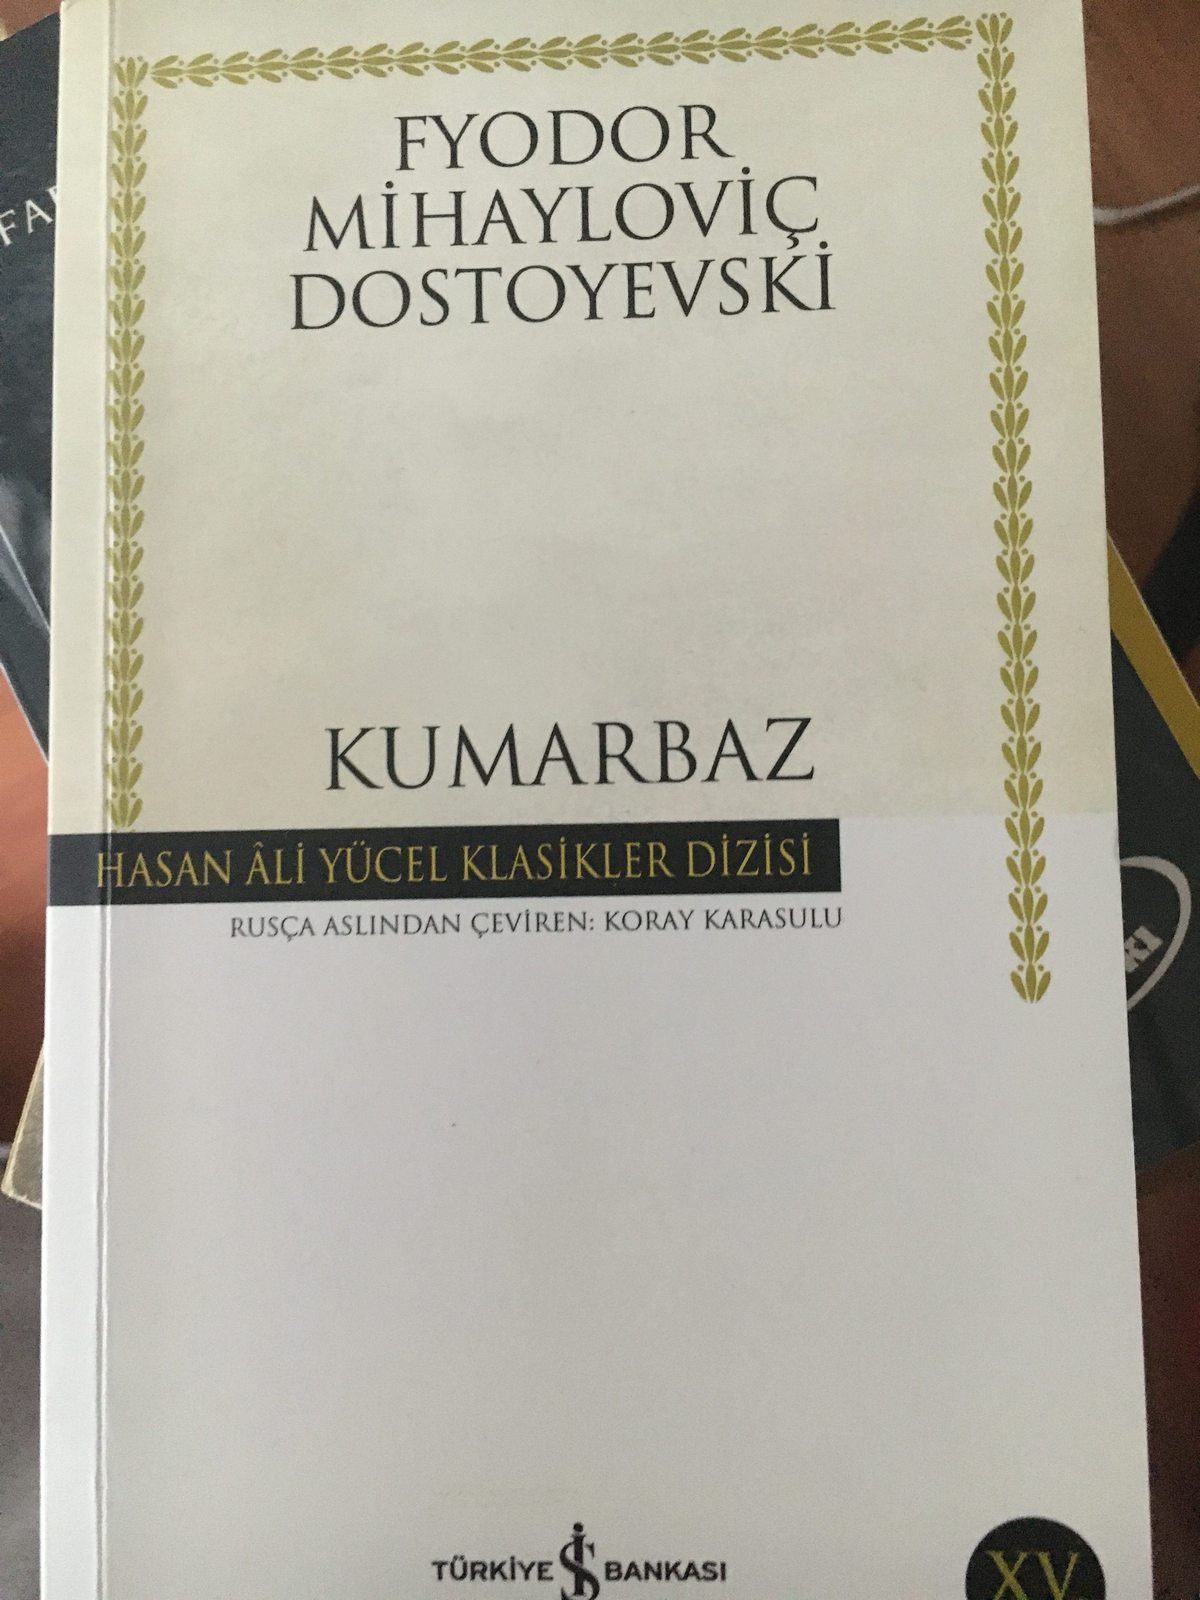 FYODOR
MİHAYLOVİÇ
DOSTOYEVSKİ
KUMARBAZ
HASAN ÂLİ YÜCEL KLASİKLER DİZİSİ
RUSÇA ASLINDAN ÇEVİREN: KORAY KARASULU
TÜRKİYE İŞ BANKASI
XV.